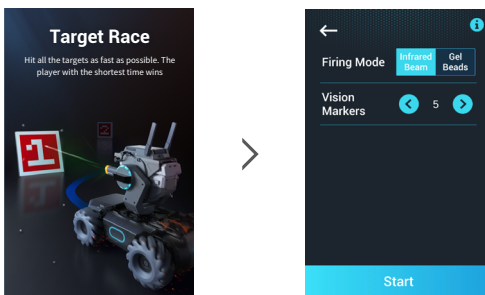 Target Race
Hit all the targets as fast as possible. The
player with the shortest time wins
1
2
Firing Mode
Infrared
Beam
Gel
Beads
Vision
Markers
5
Start